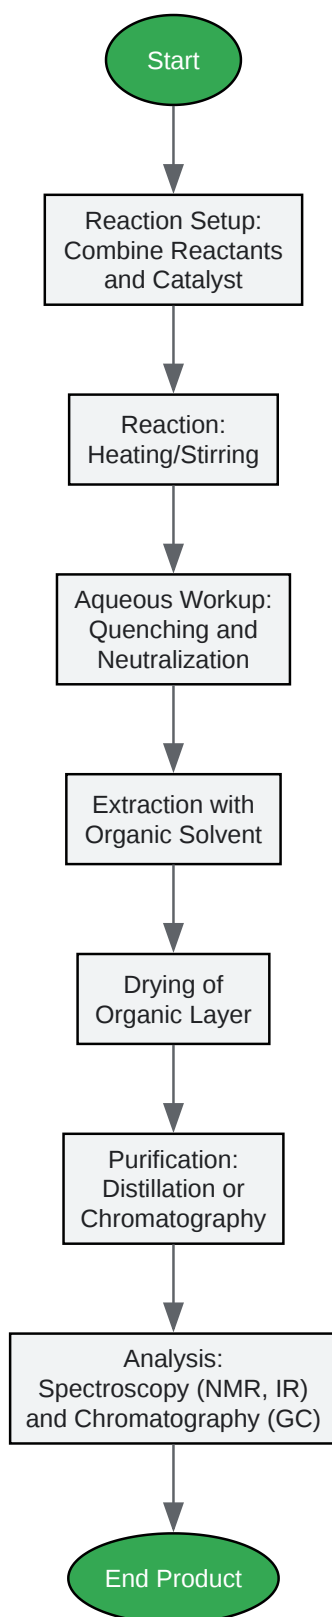 Start
Reaction Setup:
Combine Reactants
and Catalyst
Reaction:
Heating/Stirring
Aqueous Workup:
Quenching and
Neutralization
Extraction with
Organic Solvent
Drying of
Organic Layer
Purification:
Distillation or
Chromatography
Analysis:
Spectroscopy (NMR, IR)
and Chromatography (GC)
End Product